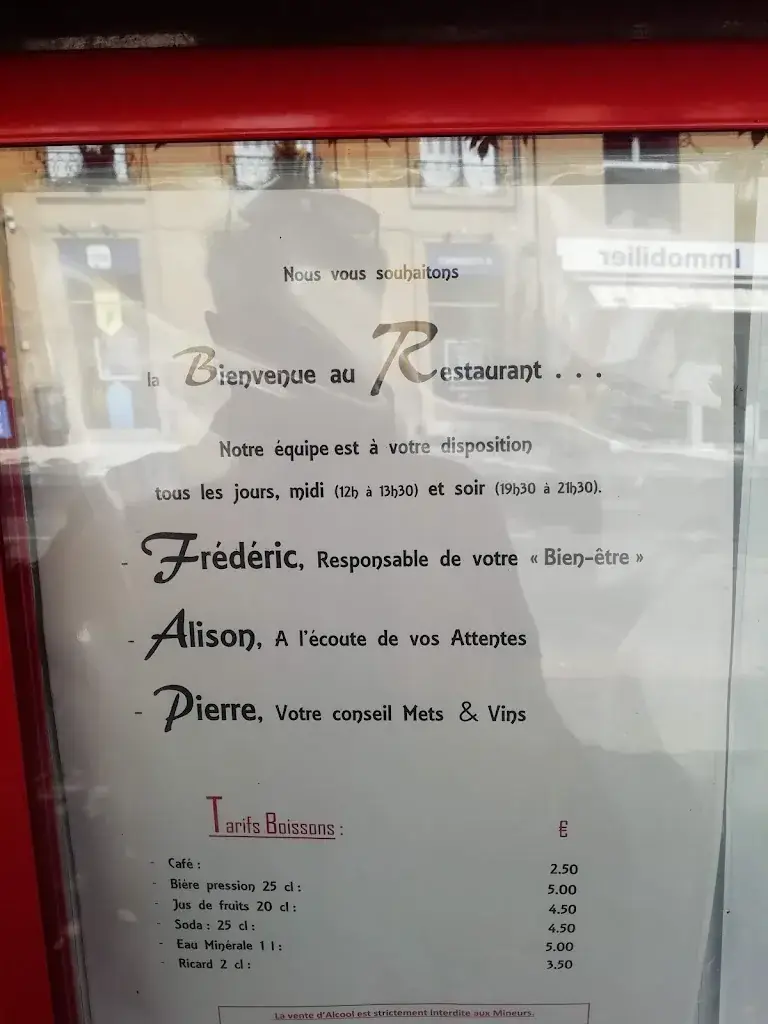 Immobilier
Nous vous souhaitons
la Bienvenue au Restaurant . . .
Notre équipe est à votre disposition
tous les jours, midi (12h à 13h30) et soir (19h30 à 21h30).
- Frédéric, Responsable de votre « Bien-être »
- Alison, A l'écoute de vos Attentes
- Pierre, Votre conseil Mets & Vins
Tarifs Boissons : €
- Café : 2.50
- Bière pression 25 cl : 5.00
- Jus de fruits 20 cl : 4.50
- Soda : 25 cl : 4.50
- Eau Minérale 1 l : 5.00
- Ricard 2 cl : 3.50
La vente d'Alcool est strictement interdite aux Mineurs.